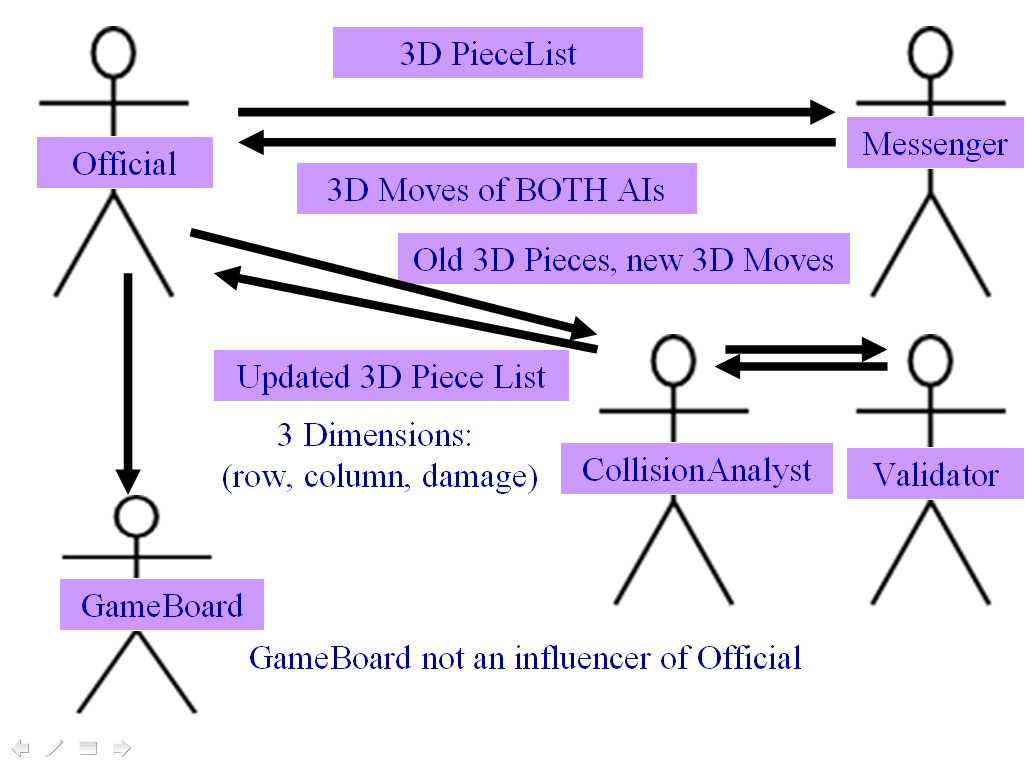 3D PieceList
Official
Messenger
3D Moves of BOTH AIs
Old 3D Pieces, new 3D Moves
Updated 3D Piece List
3 Dimensions:
(row, column, damage)
CollisionAnalyst
Validator
GameBoard
GameBoard not an influencer of Official